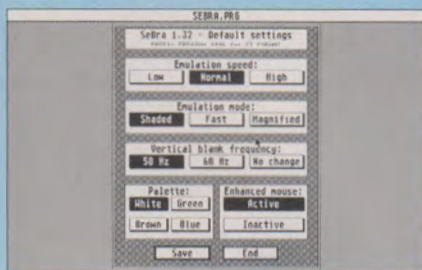 SEBRA.PRG
SeBra 1.32 - Default settings
Emulation speed:
Low Normal High
Emulation mode:
Shaded Fast Magnified
Vertical blank frequency:
50 Hz 60 Hz No change
Palette: Enhanced mouse:
White Green Active
Brown Blue Inactive
Save End